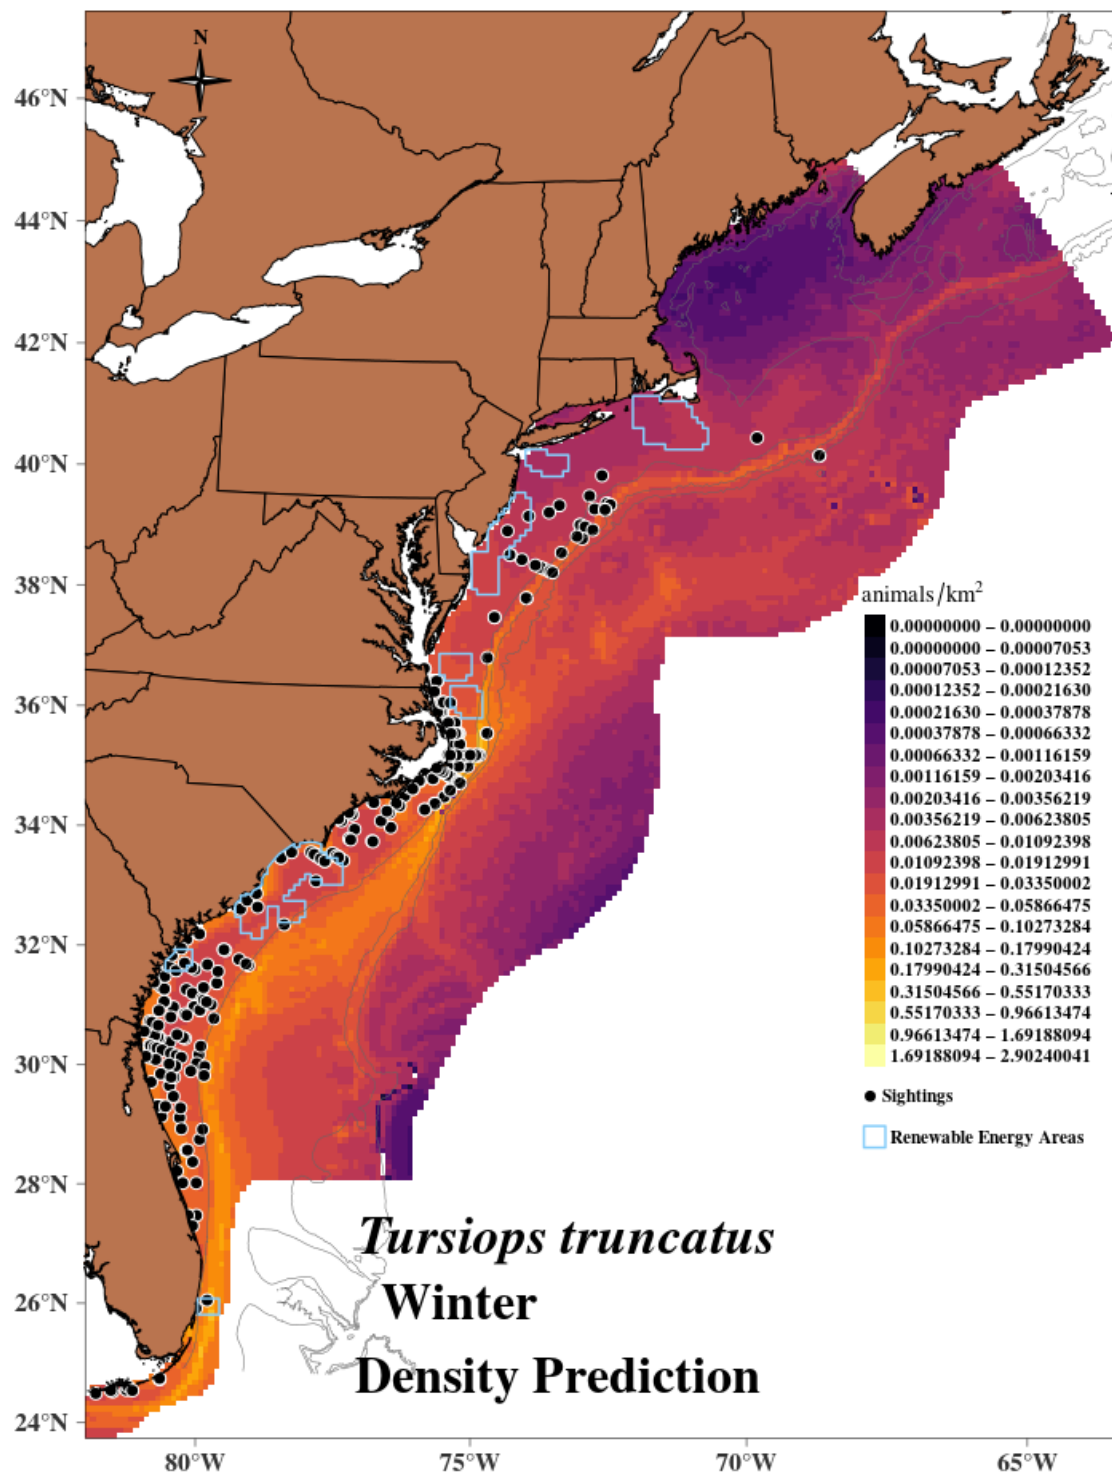 N
46°N
44°N
42°N
40°N
38°N
36°N
34°N
32°N
30°N
28°N
26°N
24°N
animals/km²
0.00000000 – 0.00000000
0.00000000 – 0.00007053
0.00007053 – 0.00012352
0.00012352 – 0.00021630
0.00021630 – 0.00037878
0.00037878 – 0.00066332
0.00066332 – 0.00116159
0.00116159 – 0.00203416
0.00203416 – 0.00356219
0.00356219 – 0.00623805
0.00623805 – 0.01092398
0.01092398 – 0.01912991
0.01912991 – 0.03350002
0.03350002 – 0.05866475
0.05866475 – 0.10273284
0.10273284 – 0.17990424
0.17990424 – 0.31504566
0.31504566 – 0.55170333
0.55170333 – 0.96613474
0.96613474 – 1.69188094
1.69188094 – 2.90240041
Sightings
Renewable Energy Areas
Tursiops truncatus
Winter
Density Prediction
80°W
75°W
70°W
65°W